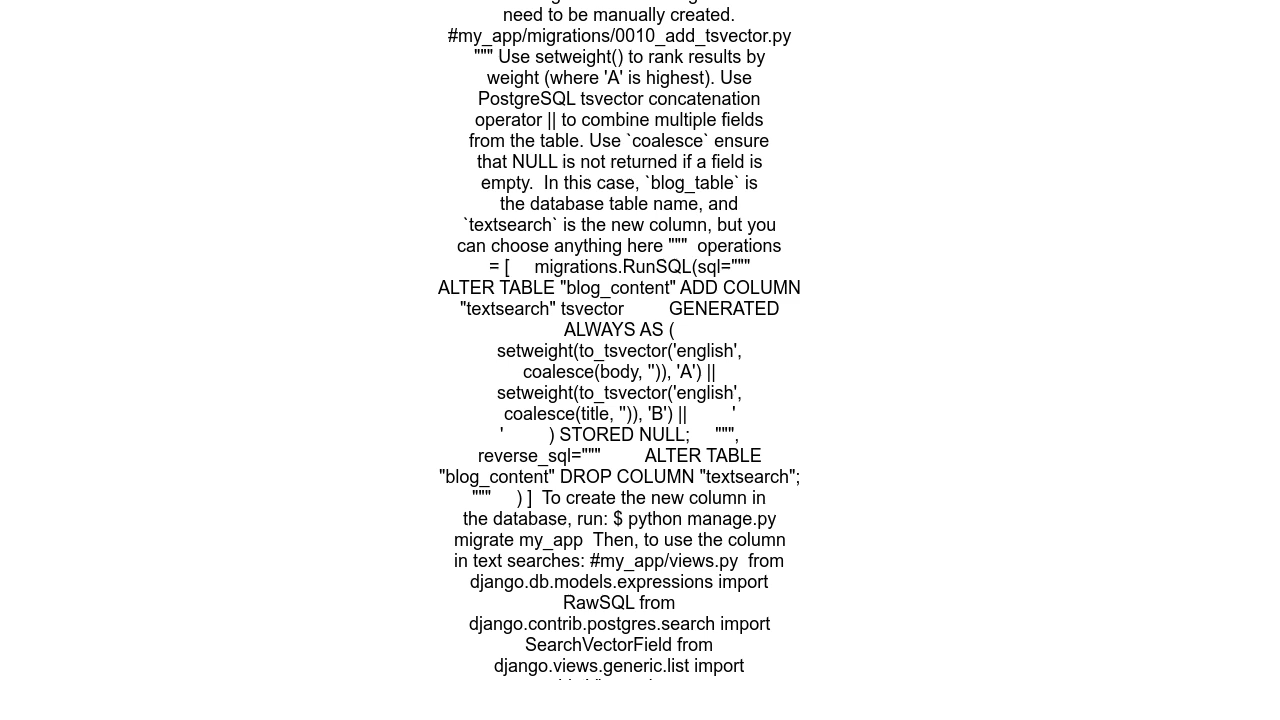 need to be manually created.
#my_app/migrations/0010_add_tsvector.py
""" Use setweight() to rank results by
weight (where 'A' is highest). Use
PostgreSQL tsvector concatenation
operator || to combine multiple fields
from the table. Use `coalesce` ensure
that NULL is not returned if a field is
empty.  In this case, `blog_table` is
the database table name, and
`textsearch` is the new column, but you
can choose anything here """  operations
= [     migrations.RunSQL(sql="""
ALTER TABLE "blog_content" ADD COLUMN
"textsearch" tsvector         GENERATED
ALWAYS AS (
setweight(to_tsvector('english',
coalesce(body, '')), 'A') ||
setweight(to_tsvector('english',
coalesce(title, '')), 'B') ||         '
'         ) STORED NULL;     """,
reverse_sql="""         ALTER TABLE
"blog_content" DROP COLUMN "textsearch";
"""     ) ]  To create the new column in
the database, run: $ python manage.py
migrate my_app  Then, to use the column
in text searches: #my_app/views.py  from
django.db.models.expressions import
RawSQL from
django.contrib.postgres.search import
SearchVectorField from
django.views.generic.list import